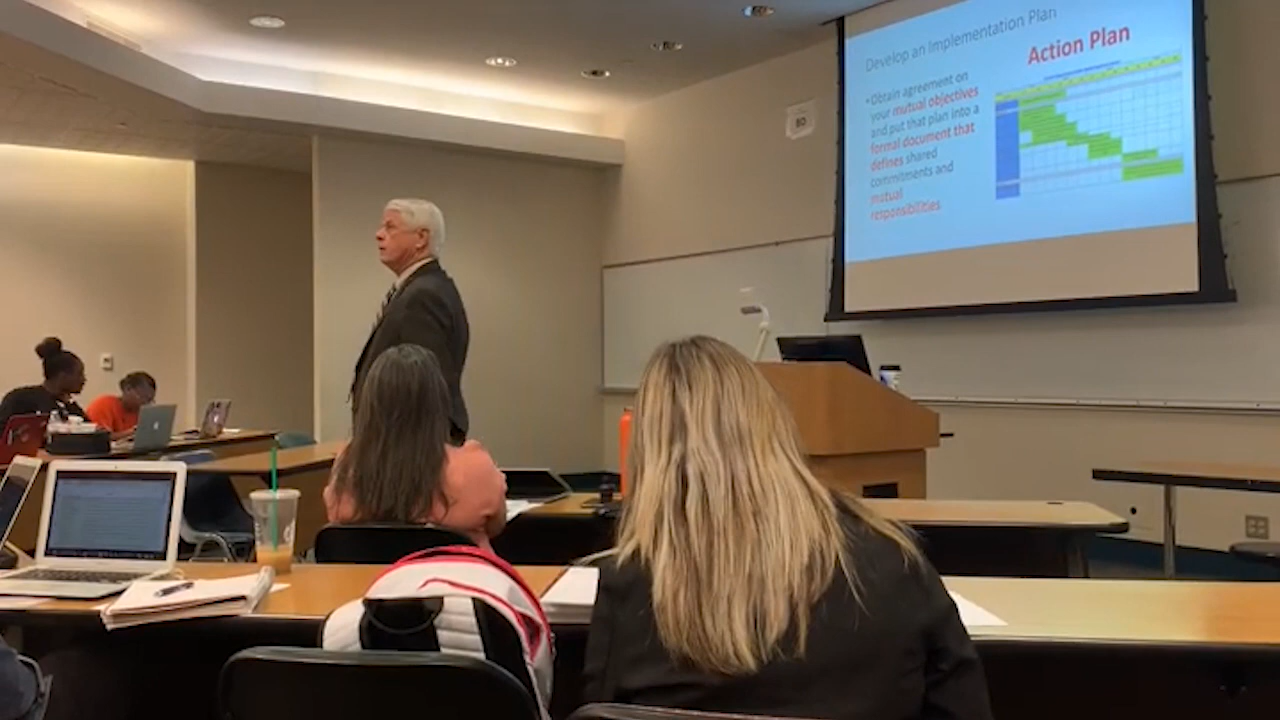 Develop an Implementation Plan
Action Plan
•Obtain agreement on
your mutual objectives
and put that plan into a
formal document that
defines shared
commitments and
mutual
responsibilities